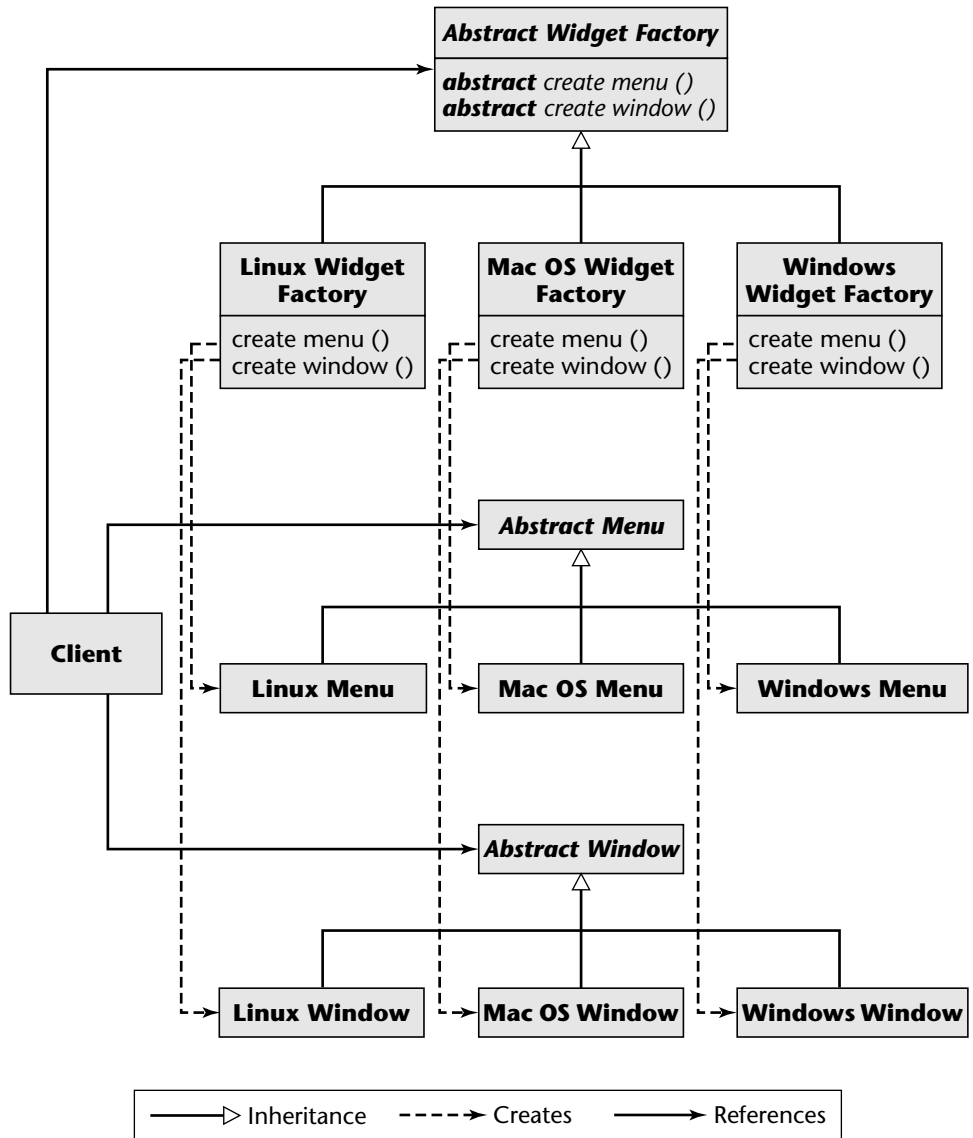 Abstract Widget Factory
abstract create menu ()
abstract create window ()
Linux Widget
Factory
create menu ()
create window ()
Mac OS Widget
Factory
create menu ()
create window ()
Windows
Widget Factory
create menu ()
create window ()
Abstract Menu
Client
Linux Menu
Mac OS Menu
Windows Menu
Abstract Window
Linux Window
Mac OS Window
Windows Window
Inheritance
Creates
References